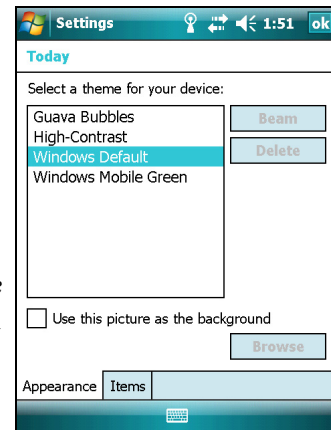 Settings 1:51 ok
Today
Select a theme for your device:
Guava Bubbles
High-Contrast
Windows Default
Windows Mobile Green
Beam
Delete
Use this picture as the background
Browse
Appearance Items